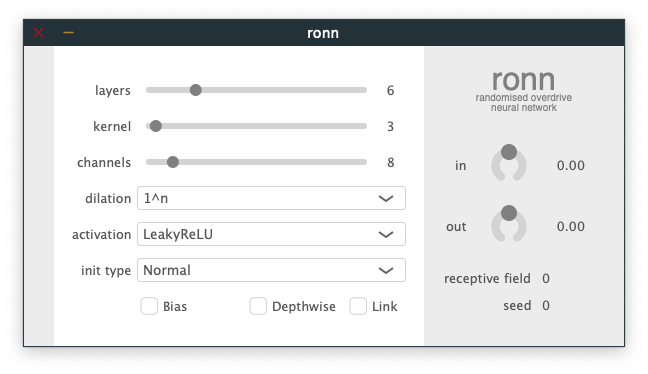 ronn
layers 6
kernel 3
channels 8
dilation 1^n
activation LeakyReLU
init type Normal
Bias Depthwise Link
ronn
randomised overdrive
neural network
in 0.00
out 0.00
receptive field 0
seed 0